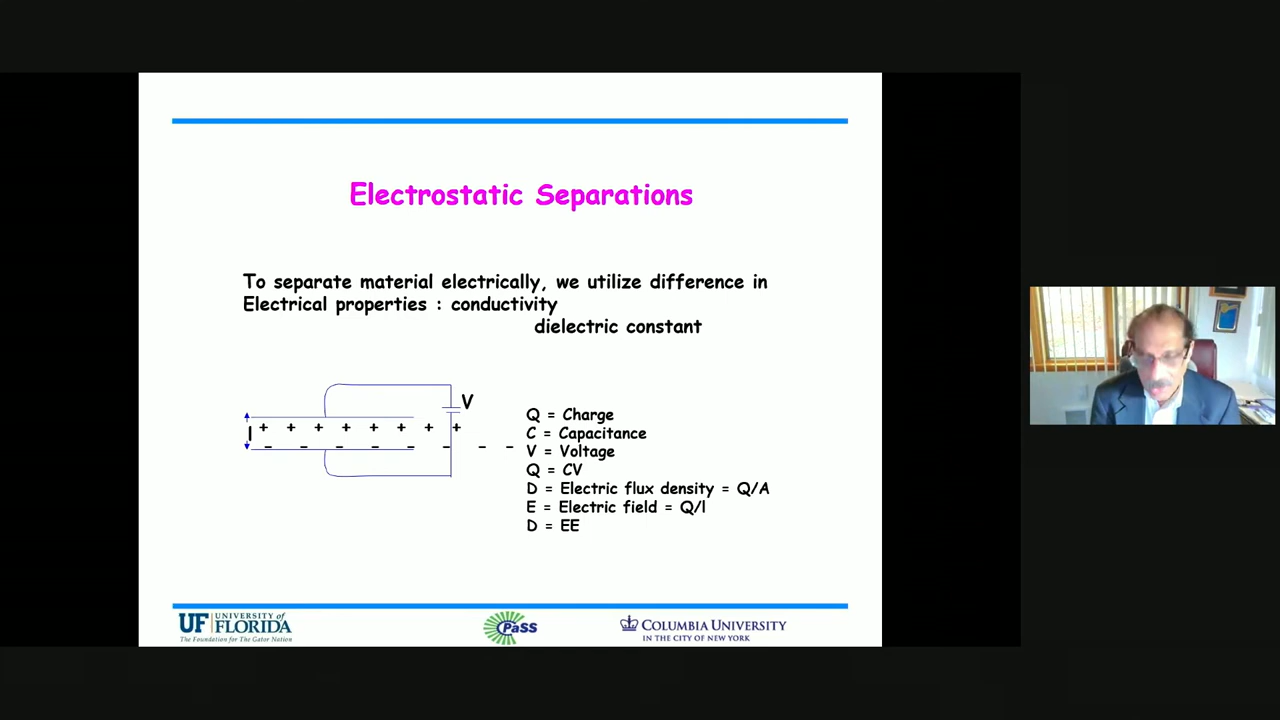 Electrostatic Separations
To separate material electrically, we utilize difference in
Electrical properties : conductivity
dielectric constant
V
l
+ + + + + + + +
- - - - - - - -
Q = Charge
C = Capacitance
V = Voltage
Q = CV
D = Electric flux density = Q/A
E = Electric field = Q/l
D = EE
UF UNIVERSITY of FLORIDA
The Foundation for The Gator Nation
CPaSS
COLUMBIA UNIVERSITY
IN THE CITY OF NEW YORK